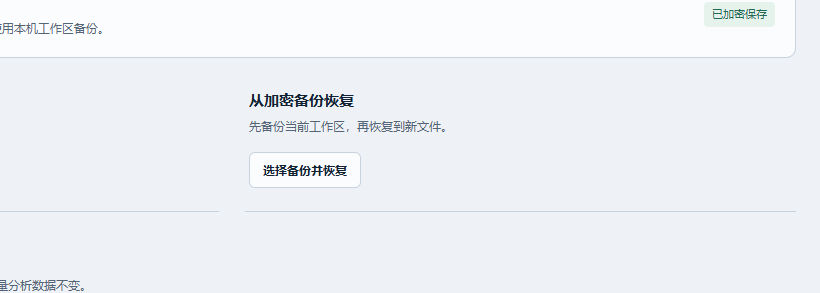 已加密保存
使用本机工作区备份。
从加密备份恢复
先备份当前工作区，再恢复到新文件。
选择备份并恢复
量分析数据不变。